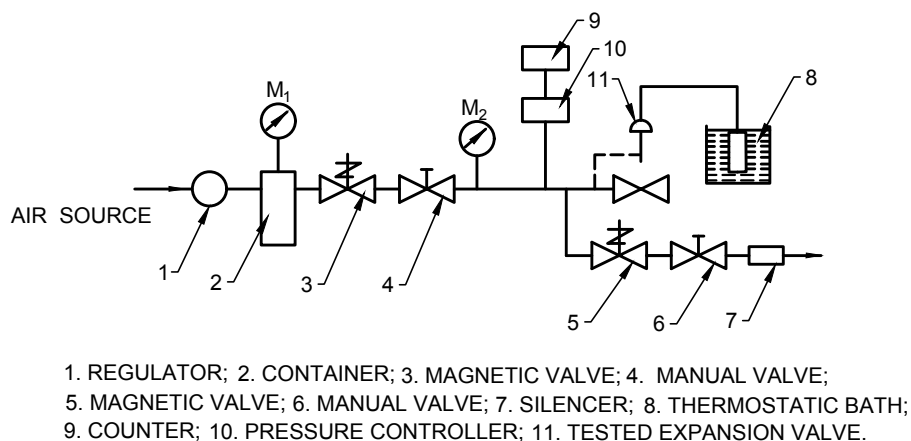 9
10
M1
11
M2
8
AIR SOURCE
1
2
3
4
5
6
7
1. REGULATOR; 2. CONTAINER; 3. MAGNETIC VALVE; 4. MANUAL VALVE;
5. MAGNETIC VALVE; 6. MANUAL VALVE; 7. SILENCER; 8. THERMOSTATIC BATH;
9. COUNTER; 10. PRESSURE CONTROLLER; 11. TESTED EXPANSION VALVE.